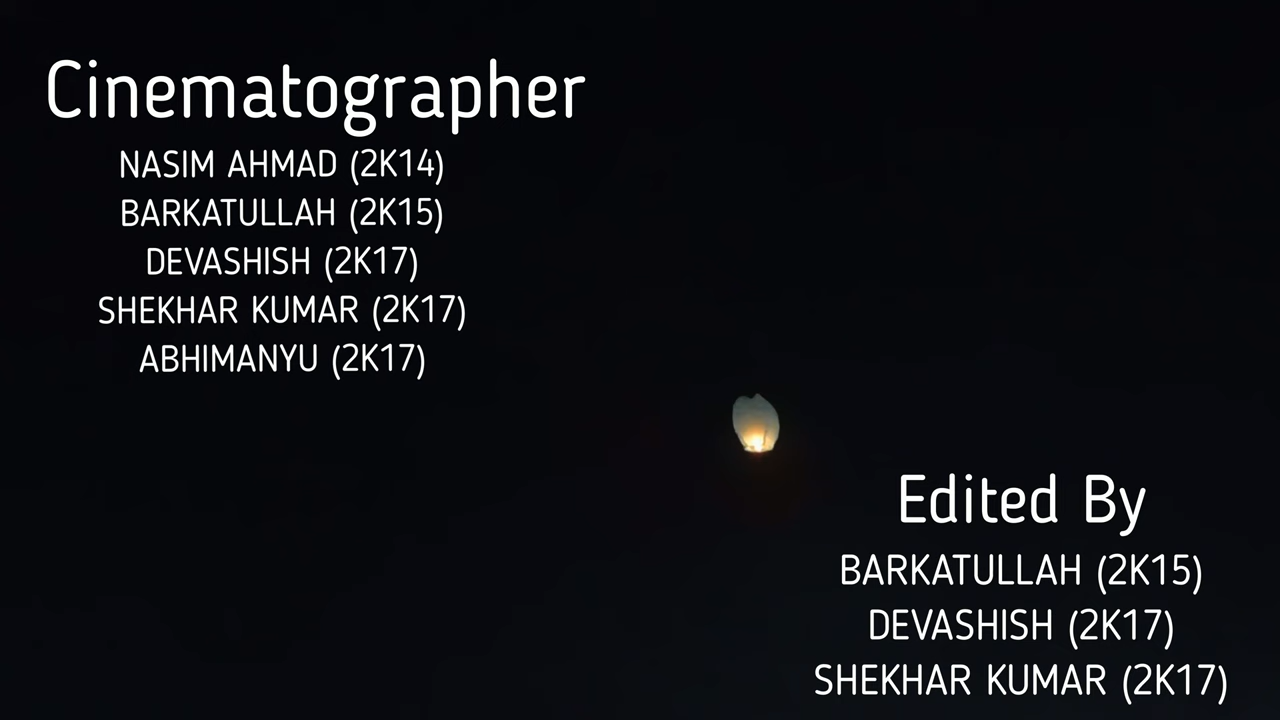 Cinematographer
NASIM AHMAD (2K14)
BARKATULLAH (2K15)
DEVASHISH (2K17)
SHEKHAR KUMAR (2K17)
ABHIMANYU (2K17)
Edited By
BARKATULLAH (2K15)
DEVASHISH (2K17)
SHEKHAR KUMAR (2K17)